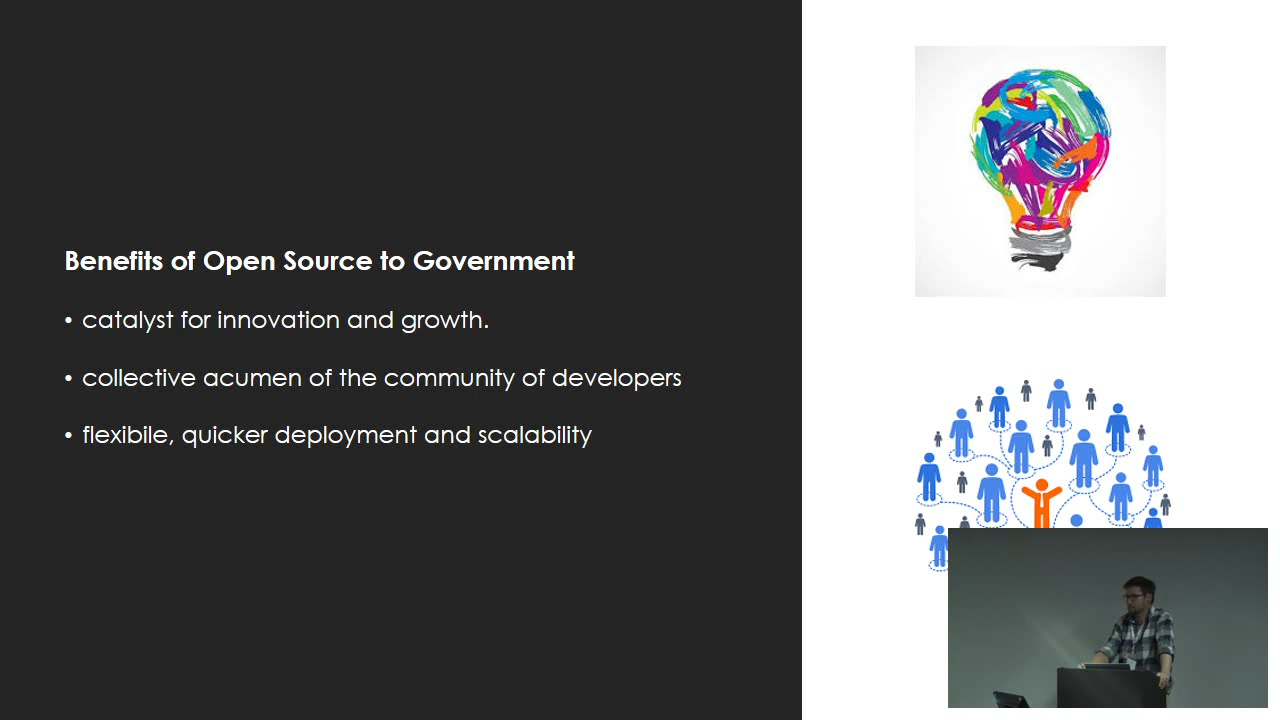 Benefits of Open Source to Government
• catalyst for innovation and growth.
• collective acumen of the community of developers
• flexibile, quicker deployment and scalability